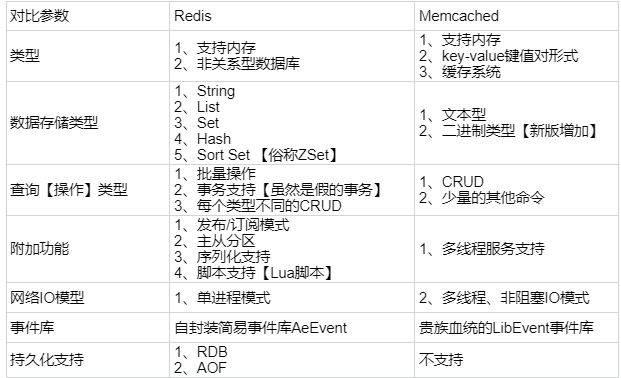 对比参数
Redis
Memcached
类型
1、支持内存
2、非关系型数据库
1、支持内存
2、key-value键值对形式
3、缓存系统
数据存储类型
1、String
2、List
3、Set
4、Hash
5、Sort Set【俗称ZSet】
1、文本型
2、二进制类型【新版增加】
查询【操作】类型
1、批量操作
2、事务支持【虽然是假的事务】
3、每个类型不同的CRUD
1、CRUD
2、少量的其他命令
附加功能
1、发布/订阅模式
2、主从分区
3、序列化支持
4、脚本支持【Lua脚本】
1、多线程服务支持
网络IO模型
1、单进程模式
2、多线程、非阻塞IO模式
事件库
自封装简易事件库AeEvent
贵族血统的LibEvent事件库
持久化支持
1、RDB
2、AOF
不支持